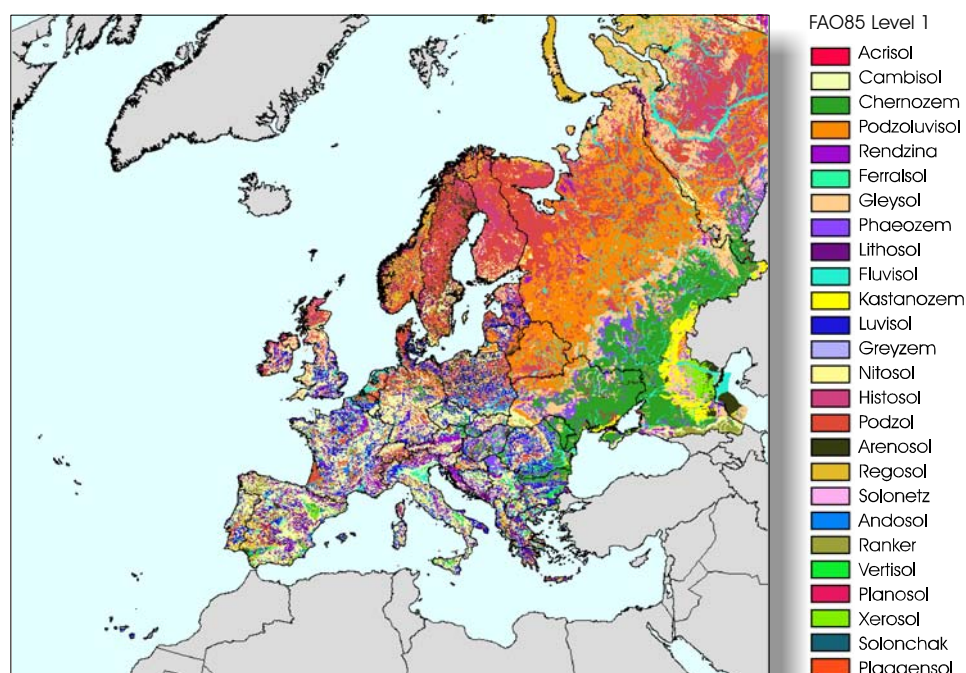 FAO85 Level 1
Acrisol
Cambisol
Chernozem
Podzoluvisol
Rendzina
Ferralsol
Gleysol
Phaeozem
Lithosol
Fluvisol
Kastanozem
Luvisol
Greyzem
Nitosol
Histosol
Podzol
Arenosol
Regosol
Solonetz
Andosol
Ranker
Vertisol
Planosol
Xerosol
Solonchak
Plaggensol